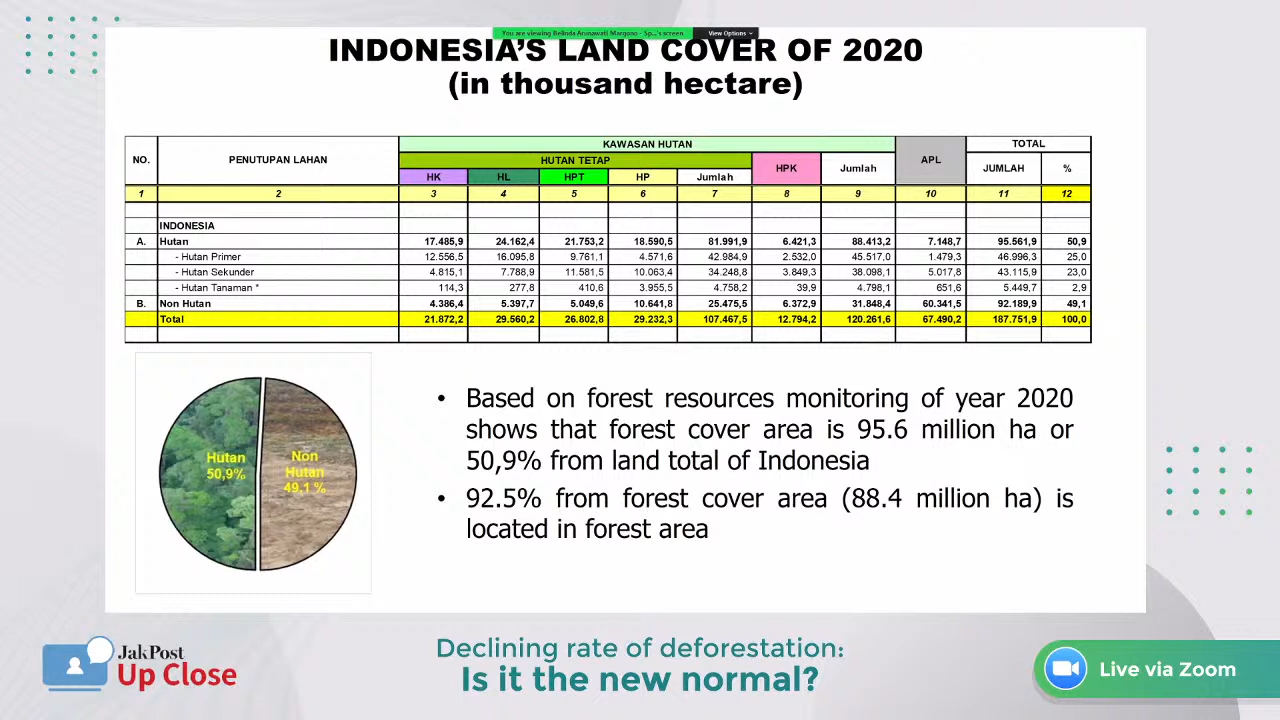 You are viewing Belinda Arunawati Margono - Sp...'s screen View Options
INDONESIA'S LAND COVER OF 2020
(in thousand hectare)
NO. PENUTUPAN LAHAN KAWASAN HUTAN APL TOTAL
HUTAN TETAP HPK Jumlah JUMLAH %
HK HL HPT HP Jumlah
1 2 3 4 5 6 7 8 9 10 11 12
INDONESIA
A. Hutan 17.485,9 24.162,4 21.753,2 18.590,5 81.991,9 6.421,3 88.413,2 7.148,7 95.561,9 50,9
- Hutan Primer 12.556,5 16.095,8 9.761,1 4.571,6 42.984,9 2.532,0 45.517,0 1.479,3 46.996,3 25,0
- Hutan Sekunder 4.815,1 7.788,9 11.581,5 10.063,4 34.248,8 3.849,3 38.098,1 5.017,8 43.115,9 23,0
- Hutan Tanaman * 114,3 277,8 410,6 3.955,5 4.758,2 39,9 4.798,1 651,6 5.449,7 2,9
B. Non Hutan 4.386,4 5.397,7 5.049,6 10.641,8 25.475,5 6.372,9 31.848,4 60.341,5 92.189,9 49,1
Total 21.872,2 29.560,2 26.802,8 29.232,3 107.467,5 12.794,2 120.261,6 67.490,2 187.751,9 100,0
Hutan
50,9%
Non
Hutan
49,1 %
• Based on forest resources monitoring of year 2020
shows that forest cover area is 95.6 million ha or
50,9% from land total of Indonesia
• 92.5% from forest cover area (88.4 million ha) is
located in forest area
JakPost
Up Close
Declining rate of deforestation:
Is it the new normal?
Live via Zoom